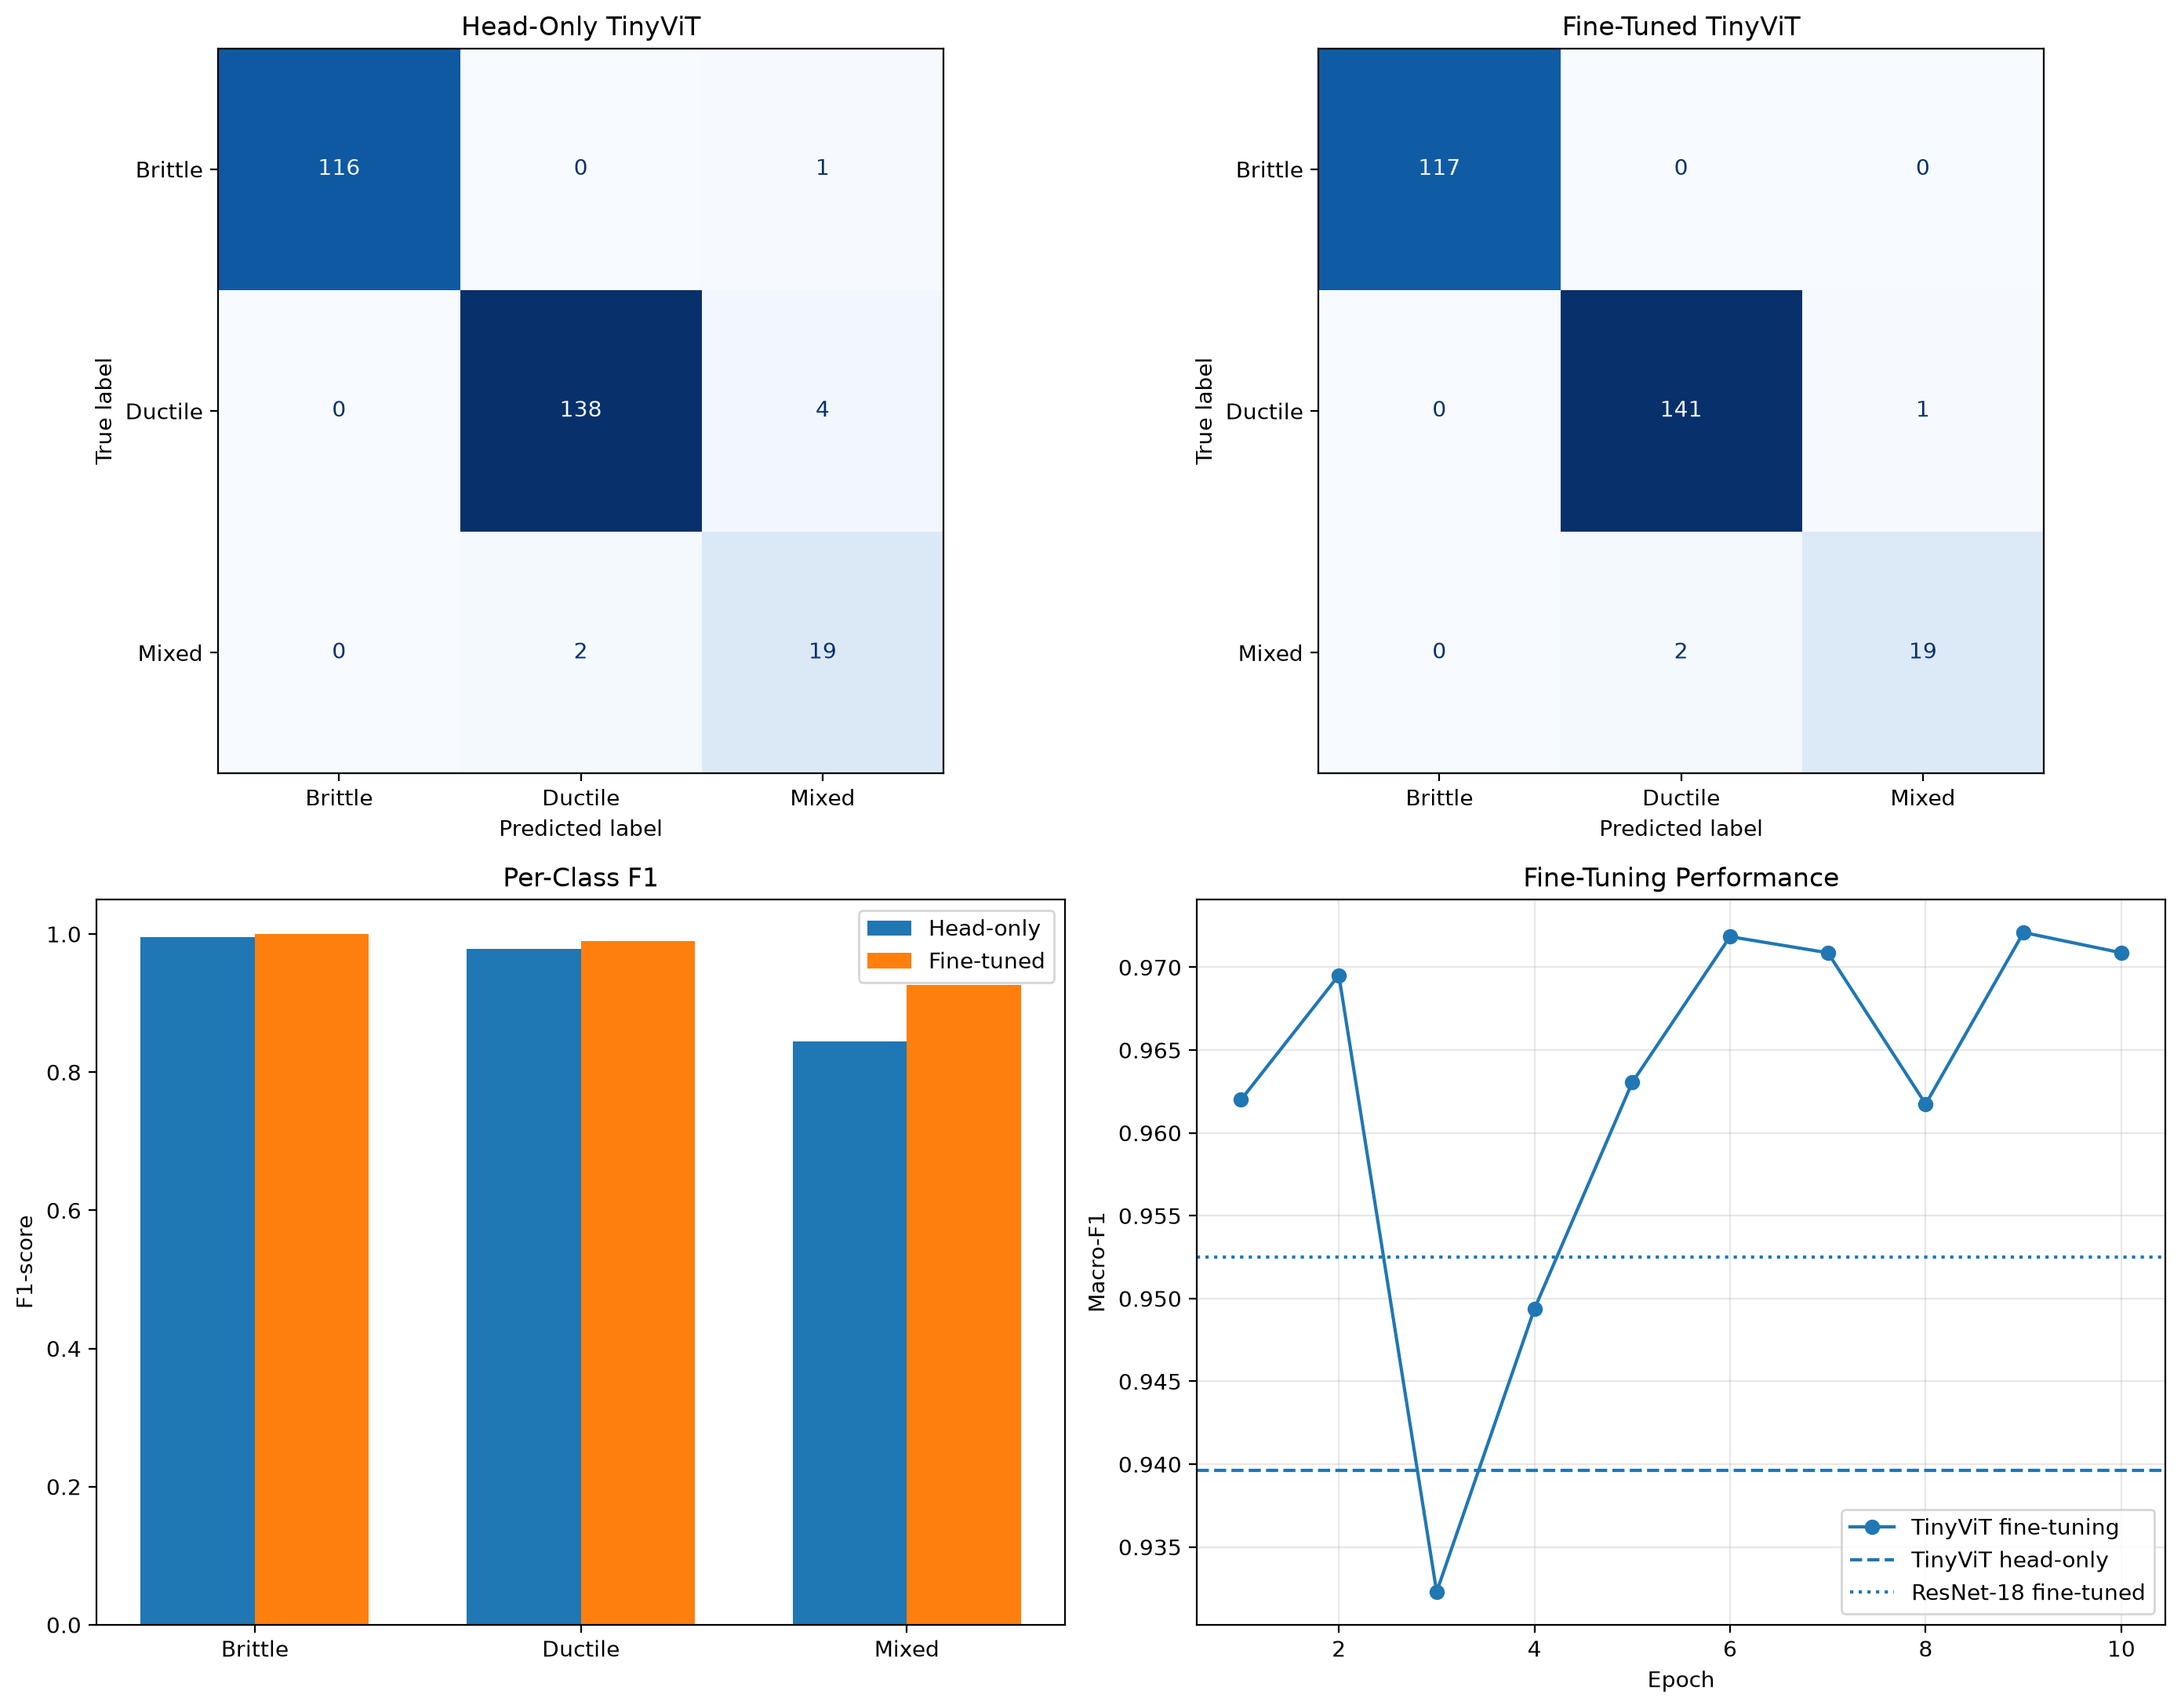 Head-Only TinyViT
Brittle
Ductile
Mixed
True label
116 0 1
0 138 4
0 2 19
Brittle Ductile Mixed
Predicted label
Fine-Tuned TinyViT
Brittle
Ductile
Mixed
True label
117 0 0
0 141 1
0 2 19
Brittle Ductile Mixed
Predicted label
Per-Class F1
Head-only
Fine-tuned
1.0
0.8
0.6
0.4
0.2
0.0
F1-score
Brittle Ductile Mixed
Fine-Tuning Performance
0.970
0.965
0.960
0.955
0.950
0.945
0.940
0.935
Macro-F1
TinyViT fine-tuning
TinyViT head-only
ResNet-18 fine-tuned
2 4 6 8 10
Epoch